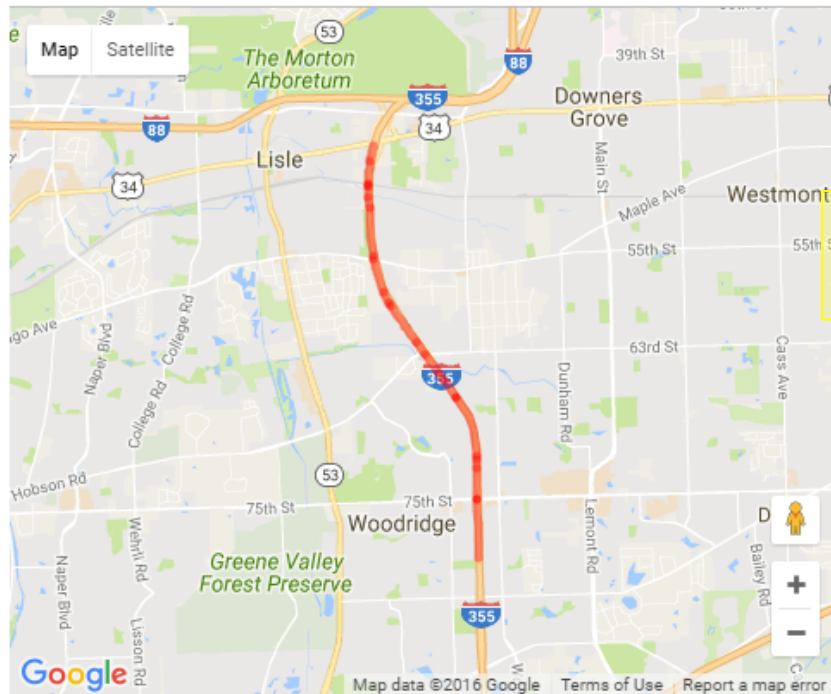 Map
Satellite
53
The Morton
Arboretum
39th St
88
355
Downers
Grove
88
34
Lisle
34
Main St
Maple Ave
Westmont
55th St
55th S
Naper Blvd
College Rd
College Rd
63rd St
355
Dunham Rd
Cass Ave
Hobson Rd
53
75th St
75th St
Woodridge
Wehrli Rd
Lemont Rd
D
Greene Valley
Forest Preserve
Bailey Rd
Naper Blvd
Lisson Rd
355
+
−
Google
Map data ©2016 Google
Terms of Use
Report a map error